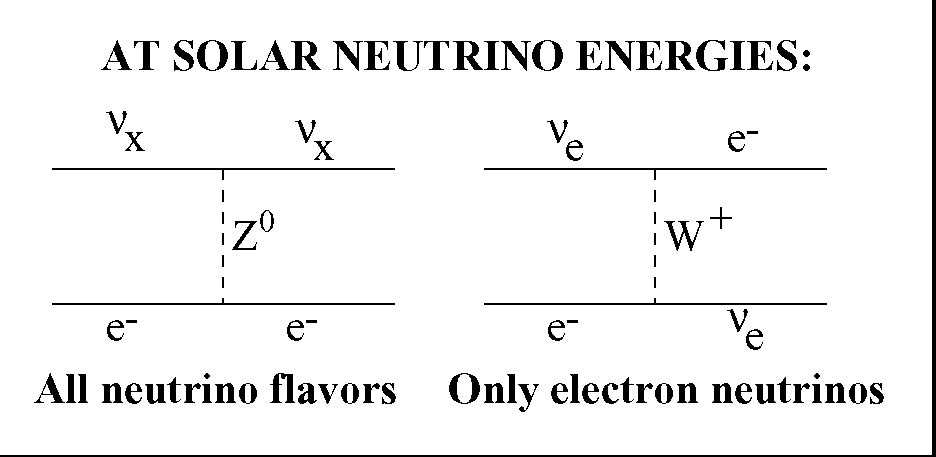 AT SOLAR NEUTRINO ENERGIES:
νx νx νe e-
Z0 W+
e- e- e- νe
All neutrino flavors Only electron neutrinos